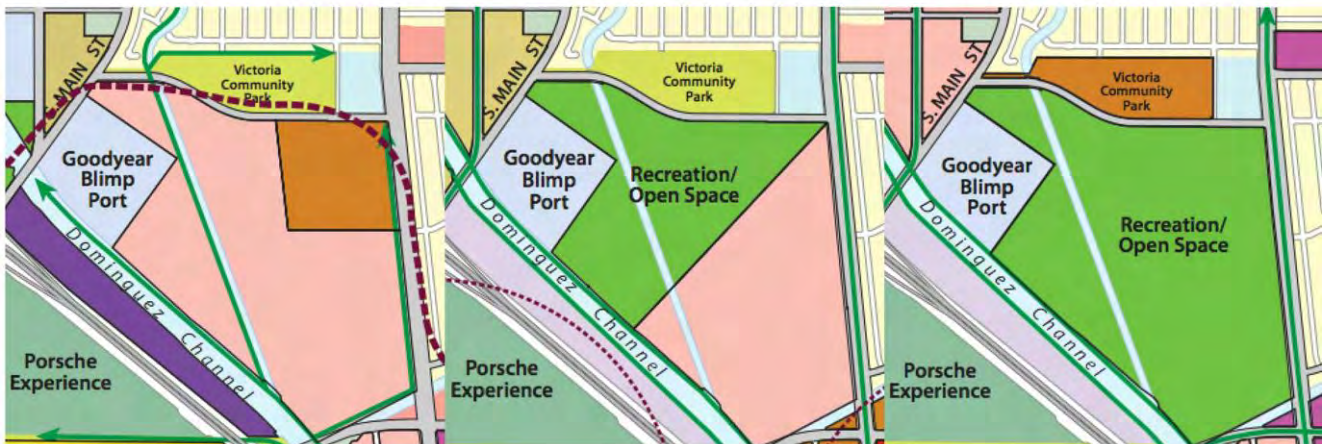 S. MAIN ST
Victoria
Community
Park
Goodyear
Blimp
Port
Dominguez Channel
Porsche
Experience
S. MAIN ST
Victoria
Community Park
Goodyear
Blimp
Port
Recreation/
Open Space
Dominguez Channel
Porsche
Experience
S. MAIN ST
Victoria
Community Park
Goodyear
Blimp
Port
Recreation/
Open Space
Dominguez Channel
Porsche
Experience